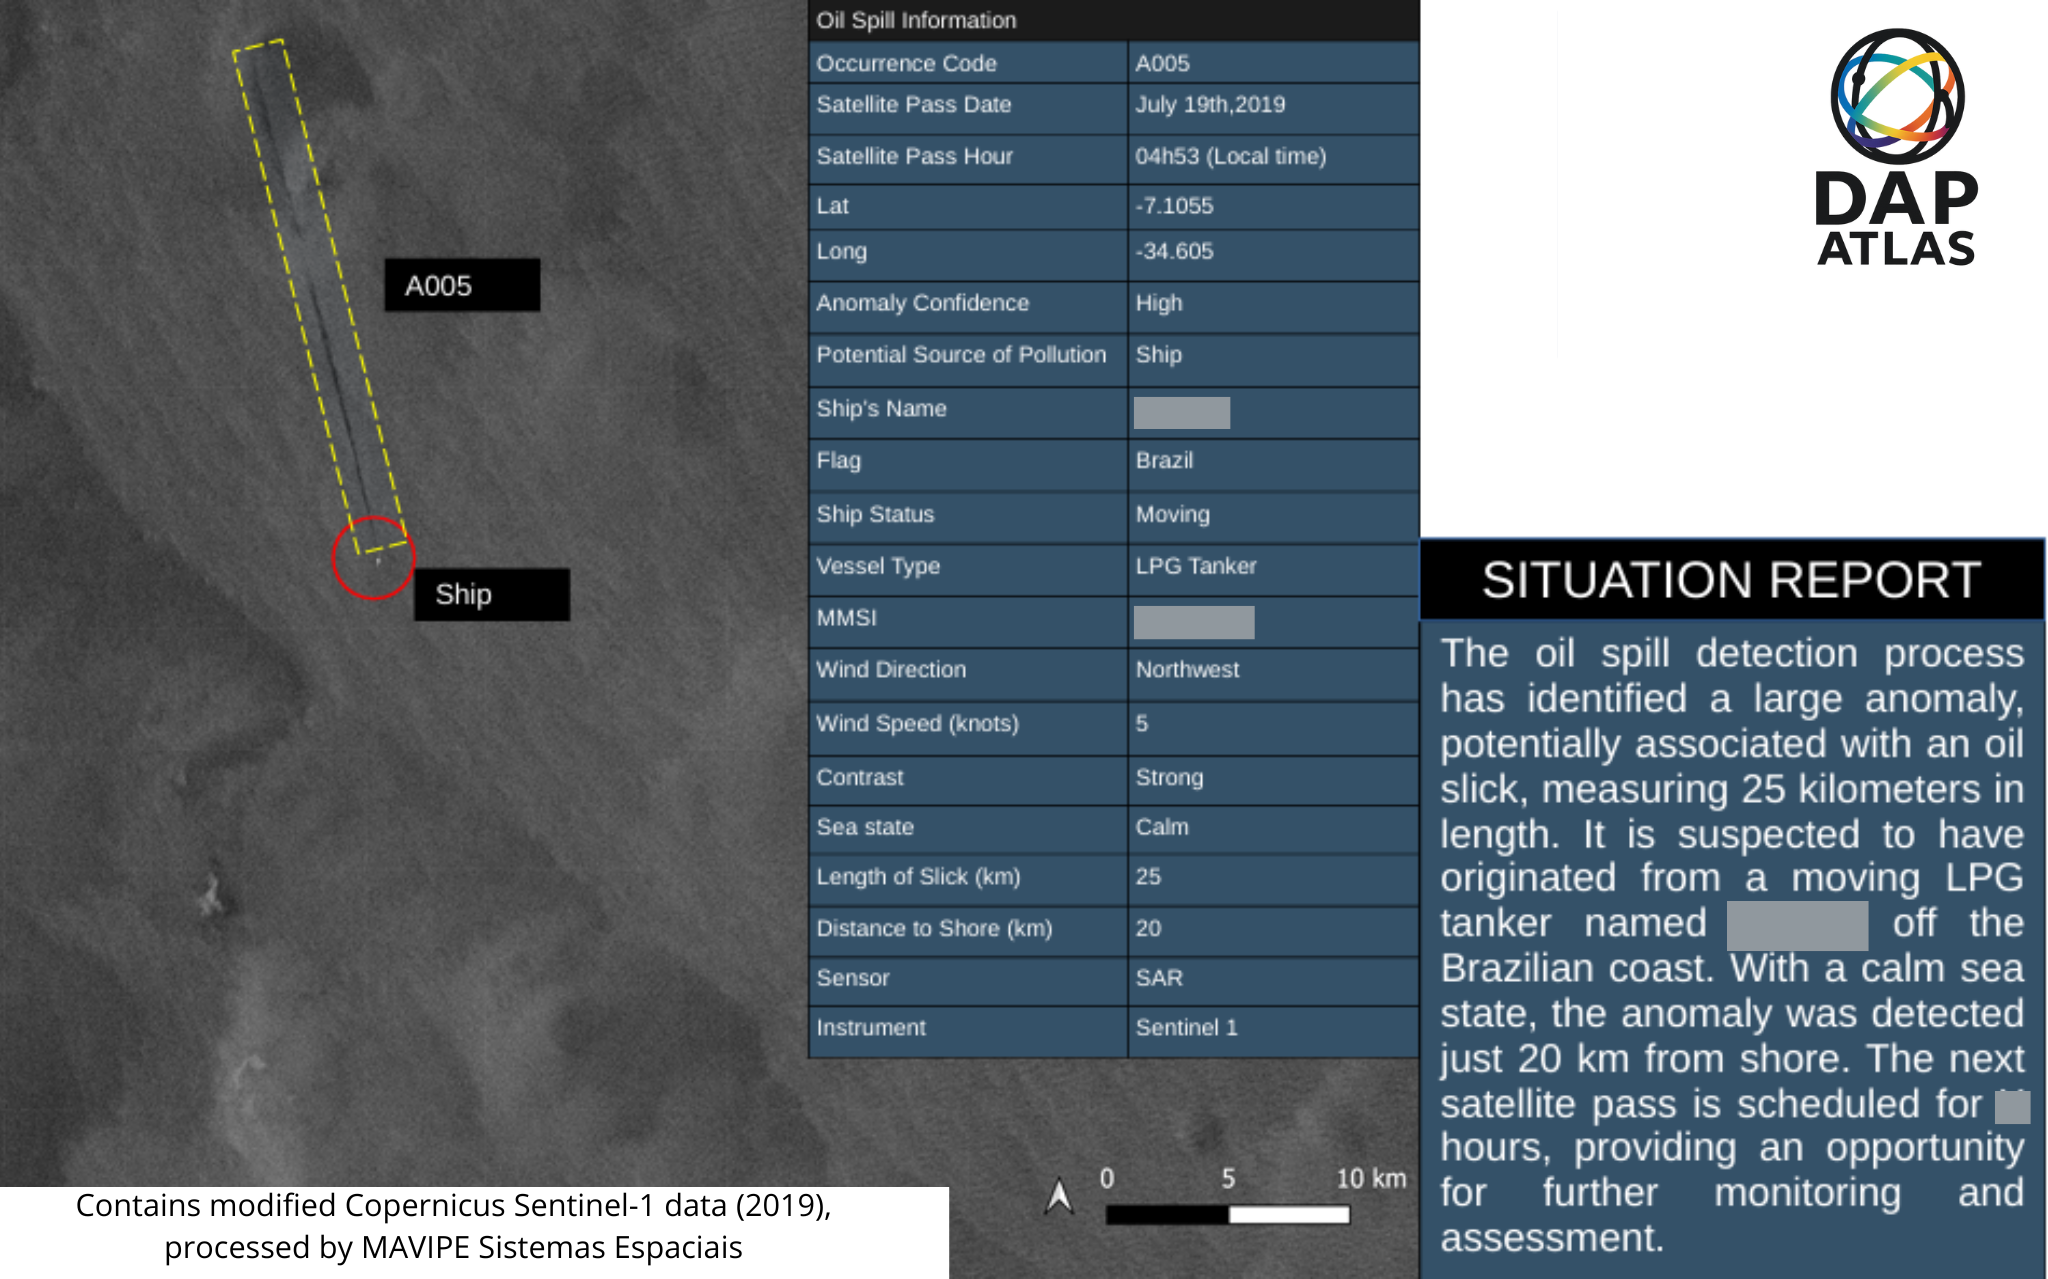 A005
Ship
Oil Spill Information
Occurrence Code A005
Satellite Pass Date July 19th,2019
Satellite Pass Hour 04h53 (Local time)
Lat -7.1055
Long -34.605
Anomaly Confidence High
Potential Source of Pollution Ship
Ship's Name
Flag Brazil
Ship Status Moving
Vessel Type LPG Tanker
MMSI
Wind Direction Northwest
Wind Speed (knots) 5
Contrast Strong
Sea state Calm
Length of Slick (km) 25
Distance to Shore (km) 20
Sensor SAR
Instrument Sentinel 1
0 5 10 km
Contains modified Copernicus Sentinel-1 data (2019),
processed by MAVIPE Sistemas Espaciais
DAP
ATLAS
SITUATION REPORT
The oil spill detection process
has identified a large anomaly,
potentially associated with an oil
slick, measuring 25 kilometers in
length. It is suspected to have
originated from a moving LPG
tanker named off the
Brazilian coast. With a calm sea
state, the anomaly was detected
just 20 km from shore. The next
satellite pass is scheduled for
hours, providing an opportunity
for further monitoring and
assessment.